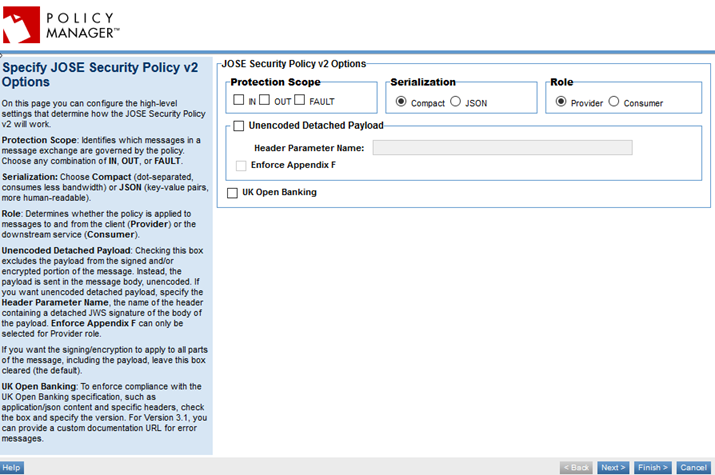 POLICY
MANAGER™
Specify JOSE Security Policy v2
Options
On this page you can configure the high-level
settings that determine how the JOSE Security Policy
v2 will work.
Protection Scope: Identifies which messages in a
message exchange are governed by the policy.
Choose any combination of IN, OUT, or FAULT.
Serialization: Choose Compact (dot-separated,
consumes less bandwidth) or JSON (key-value pairs,
more human-readable).
Role: Determines whether the policy is applied to
messages to and from the client (Provider) or the
downstream service (Consumer).
Unencoded Detached Payload: Checking this box
excludes the payload from the signed and/or
encrypted portion of the message. Instead, the
payload is sent in the message body, unencoded. If
you want unencoded detached payload, specify the
Header Parameter Name, the name of the header
containing a detached JWS signature of the body of
the payload. Enforce Appendix F can only be
selected for Provider role.
If you want the signing/encryption to apply to all parts
of the message, including the payload, leave this box
cleared (the default).
UK Open Banking: To enforce compliance with the
UK Open Banking specification, such as
application/json content and specific headers, check
the box and specify the version. For Version 3.1, you
can provide a custom documentation URL for error
messages.
JOSE Security Policy v2 Options
Protection Scope
IN OUT FAULT
Serialization
Compact JSON
Role
Provider Consumer
Unencoded Detached Payload
Header Parameter Name:
Enforce Appendix F
UK Open Banking
Help
< Back Next > Finish > Cancel